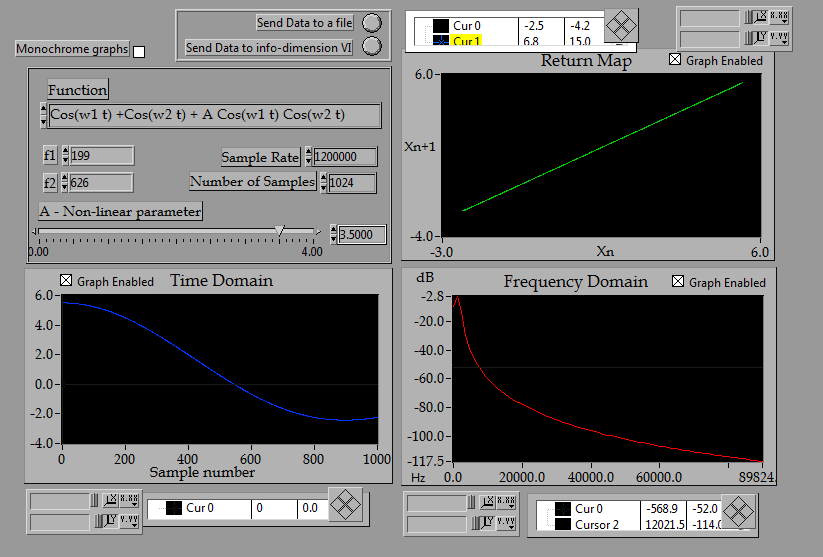 Send Data to a file
Send Data to info-dimension VI
Monochrome graphs
Cur 0 -2.5 -4.2
Cur 1 6.8 15.0
X.XX
Y.YY
Function
Cos(w1 t) +Cos(w2 t) + A Cos(w1 t) Cos(w2 t)
f1 199
Sample Rate 1200000
f2 626
Number of Samples 1024
A - Non-linear parameter
3.5000
0.00 4.00
Return Map
Graph Enabled
6.0
Xn+1
-4.0
-3.0 Xn 6.0
Graph Enabled Time Domain
6.0
4.0
2.0
0.0
-2.0
-4.0
0 200 400 600 800 1000
Sample number
dB Frequency Domain Graph Enabled
-2.8
-20.0
-40.0
-60.0
-80.0
-100.0
-117.5
Hz 0.0 20000.0 40000.0 60000.0 89824.
X.XX
Y.YY
Cur 0 0 0.0
X.XX
Y.YY
Cur 0 -568.9 -52.0
Cursor 2 12021.5 -114.0